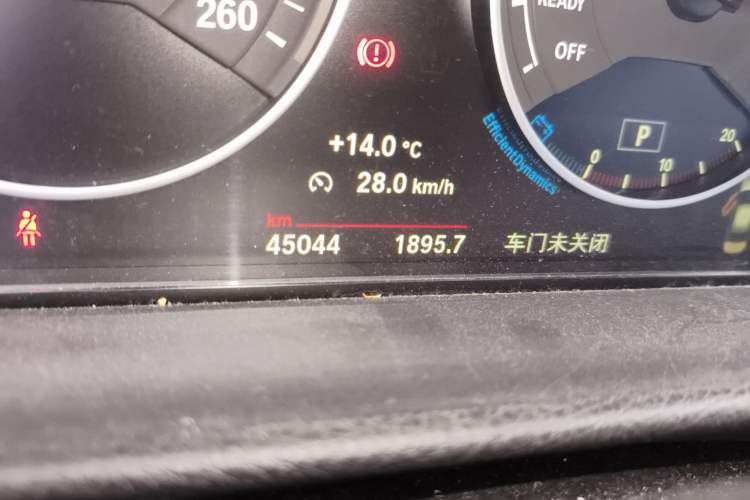 260
READY
OFF
+14.0 °C
28.0 km/h
EfficientDynamics
P
0
10
20
km
45044
1895.7
车门未关闭